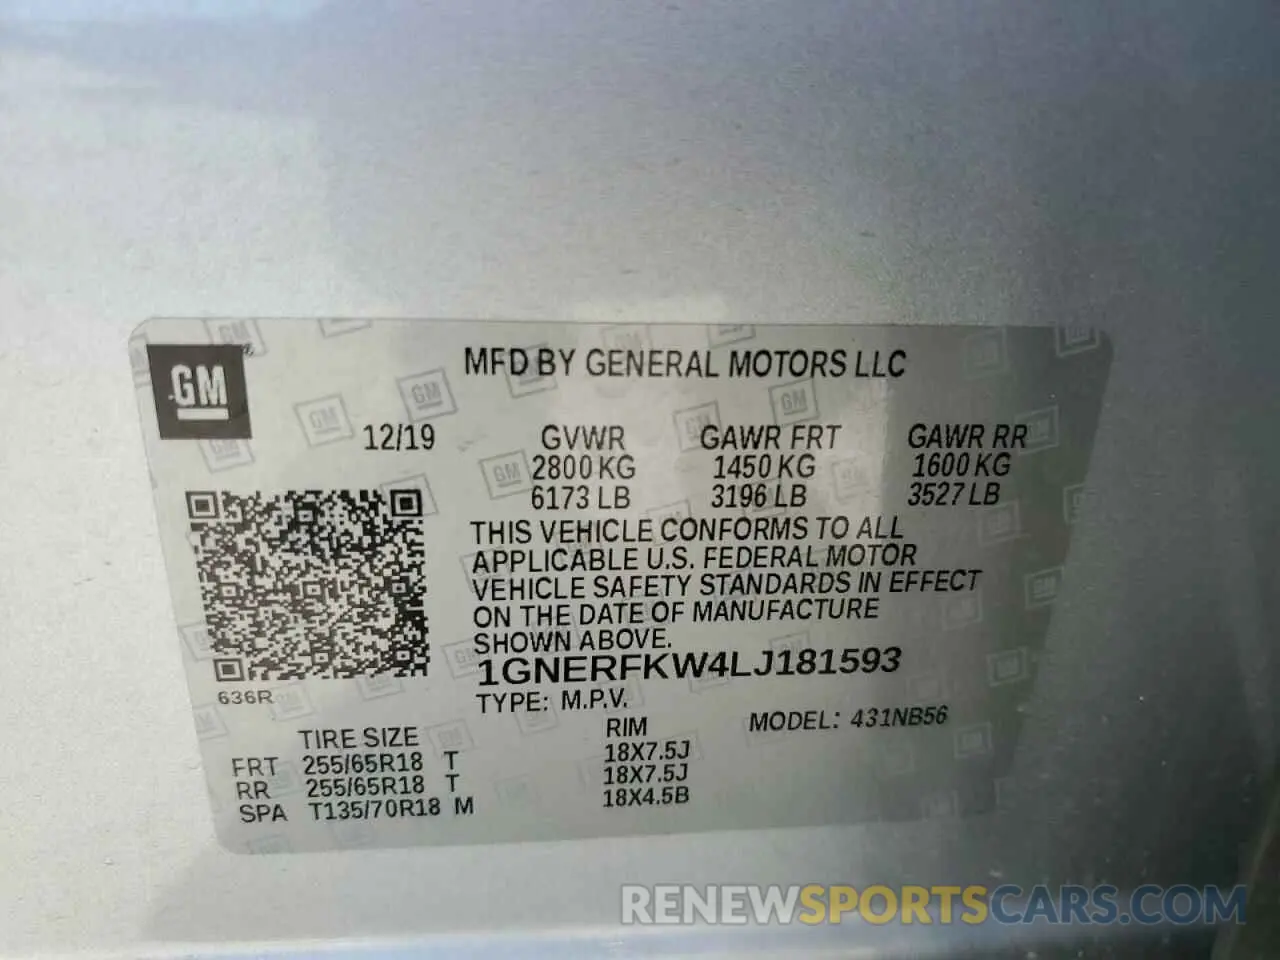 GM
MFD BY GENERAL MOTORS LLC
12/19 GVWR GAWR FRT GAWR RR
2800 KG 1450 KG 1600 KG
6173 LB 3196 LB 3527 LB
THIS VEHICLE CONFORMS TO ALL
APPLICABLE U.S. FEDERAL MOTOR
VEHICLE SAFETY STANDARDS IN EFFECT
ON THE DATE OF MANUFACTURE
SHOWN ABOVE.
1GNERFKW4LJ181593
636R
TYPE: M.P.V.
MODEL: 431NB56
TIRE SIZE RIM
FRT 255/65R18 T 18X7.5J
RR 255/65R18 T 18X7.5J
SPA T135/70R18 M 18X4.5B
RENEWSPORTSCARS.COM